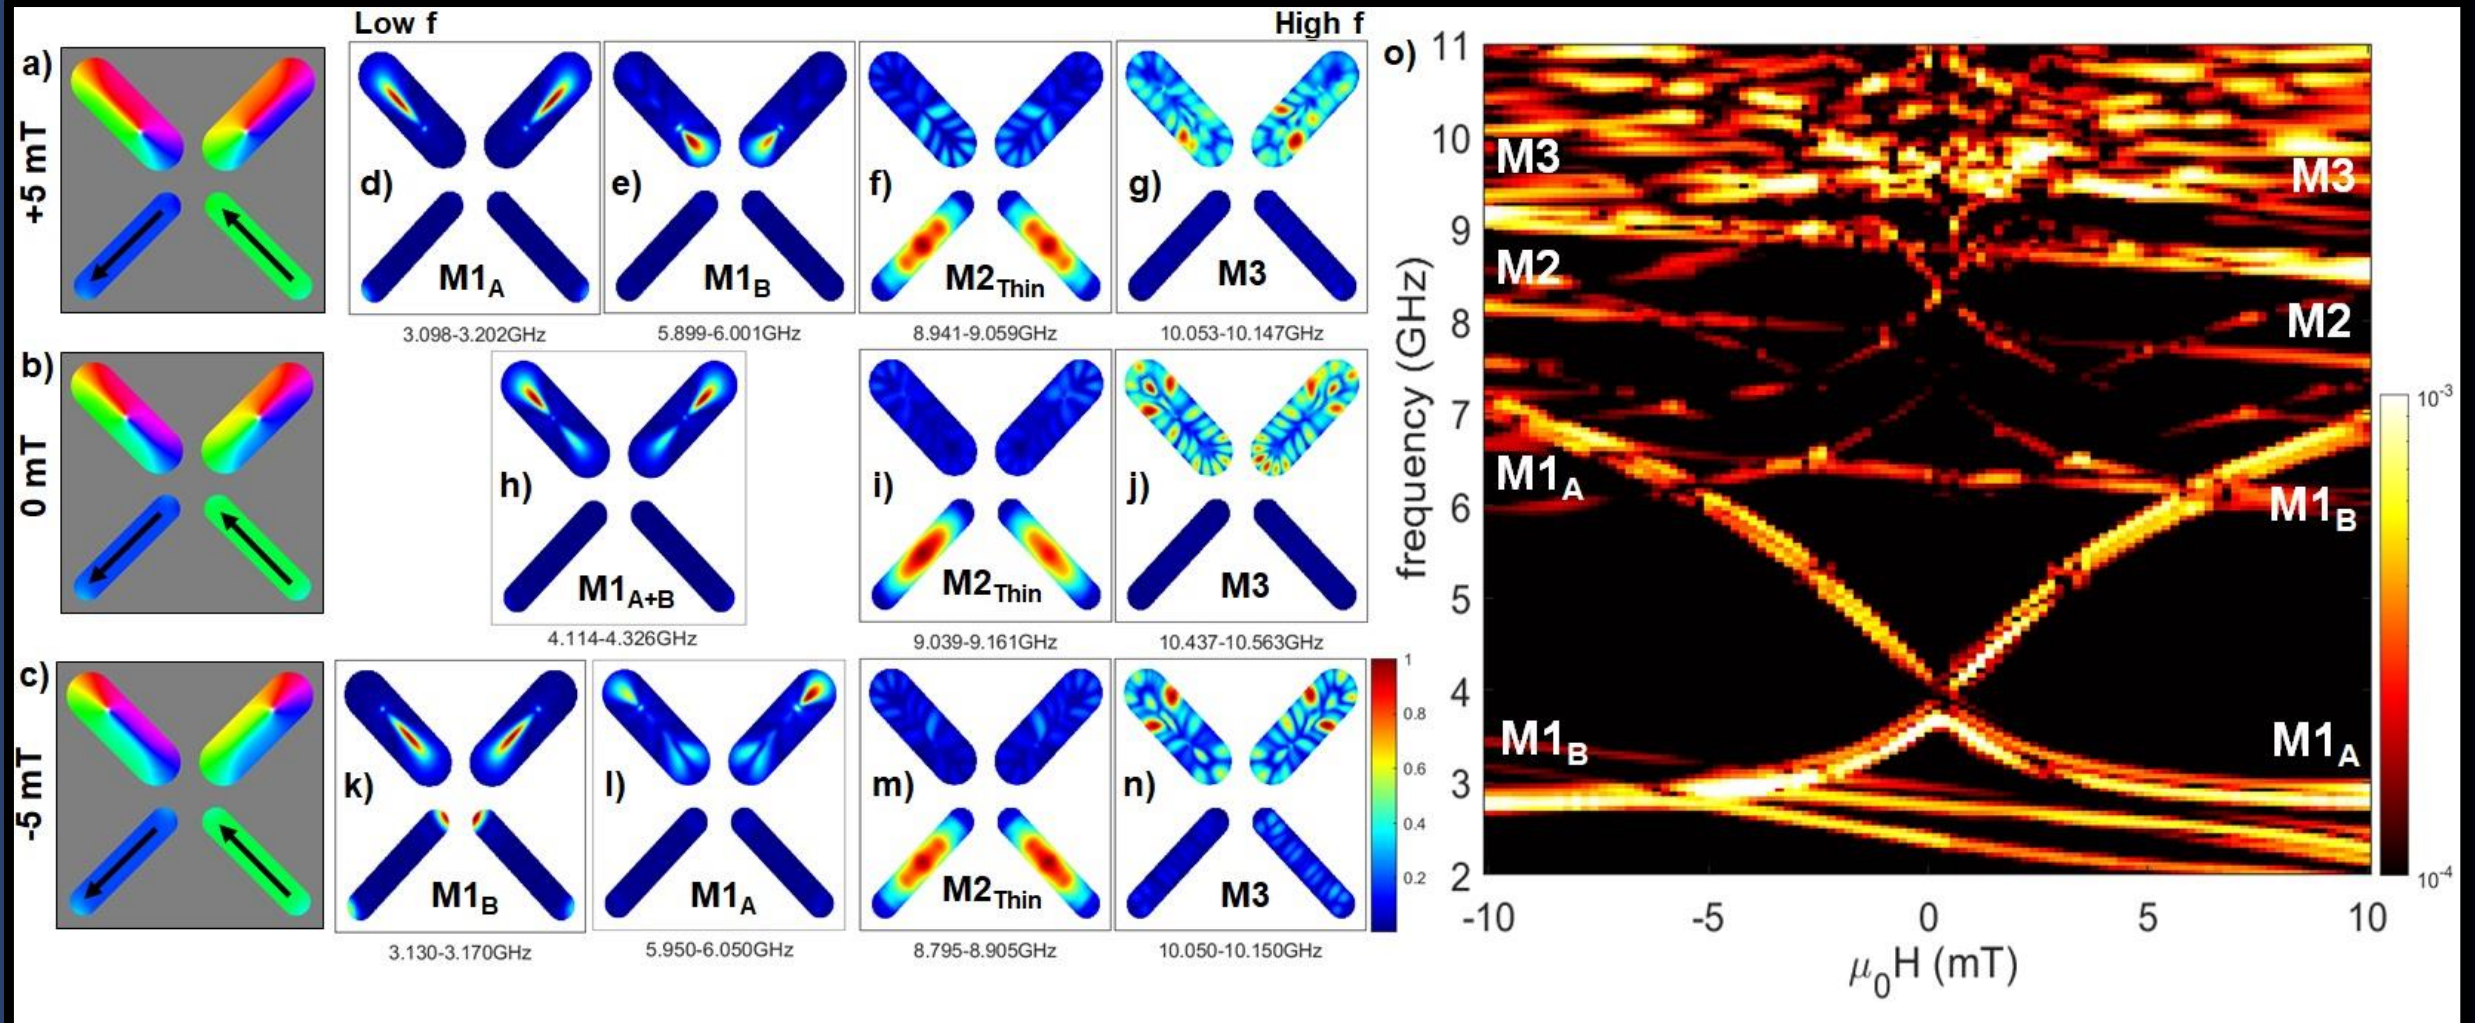 Low f
High f
a)
+5 mT
d)
M1A
3.098-3.202GHz
e)
M1B
5.899-6.001GHz
f)
M2Thin
8.941-9.059GHz
g)
M3
10.053-10.147GHz
b)
0 mT
h)
M1A+B
4.114-4.326GHz
i)
M2Thin
9.039-9.161GHz
j)
M3
10.437-10.563GHz
c)
-5 mT
k)
M1B
3.130-3.170GHz
l)
M1A
5.950-6.050GHz
m)
M2Thin
8.795-8.905GHz
n)
M3
10.050-10.150GHz
1
0.8
0.6
0.4
0.2
o)
frequency (GHz)
11
10
9
8
7
6
5
4
3
2
M3
M2
M1A
M1B
M3
M2
M1B
M1A
-10
-5
0
5
10
μ0H (mT)
10-3
10-4